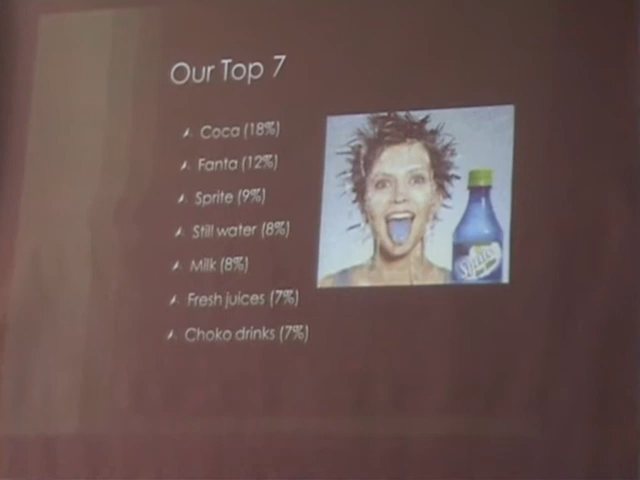 Our Top 7
Coca (18%)
Fanta (12%)
Sprite (9%)
Still water (8%)
Milk (8%)
Fresh juices (7%)
Choko drinks (7%)
Sprite